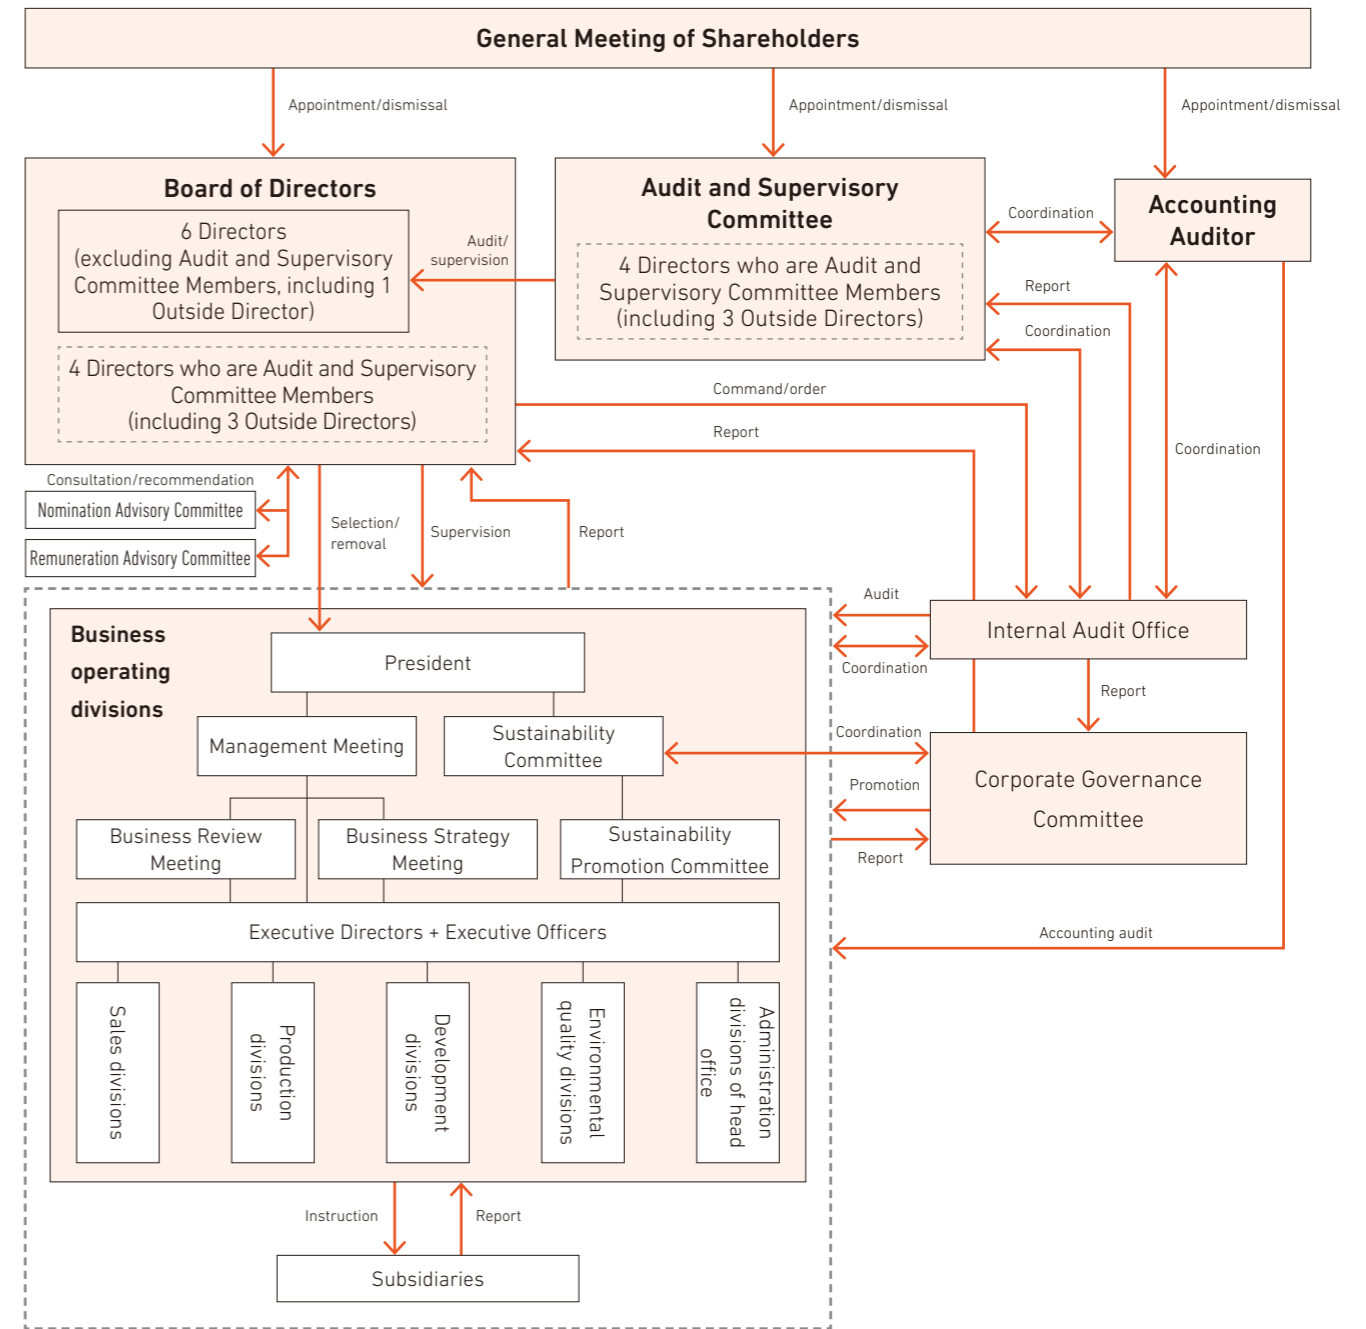 General Meeting of Shareholders
Appointment/dismissal
Appointment/dismissal
Appointment/dismissal
Board of Directors
6 Directors
(excluding Audit and Supervisory
Committee Members, including 1
Outside Director)
4 Directors who are Audit and Supervisory
Committee Members
(including 3 Outside Directors)
Audit/
supervision
Audit and Supervisory
Committee
4 Directors who are Audit and
Supervisory Committee Members
(including 3 Outside Directors)
Coordination
Accounting
Auditor
Report
Coordination
Command/order
Report
Coordination
Consultation/recommendation
Nomination Advisory Committee
Remuneration Advisory Committee
Selection/
removal
Supervision
Report
Business
operating
divisions
President
Management Meeting
Sustainability
Committee
Business Review
Meeting
Business Strategy
Meeting
Sustainability
Promotion Committee
Executive Directors + Executive Officers
Sales divisions
Production
divisions
Development
divisions
Environmental
quality divisions
Administration
divisions of head
office
Audit
Coordination
Internal Audit Office
Report
Coordination
Promotion
Report
Corporate Governance
Committee
Accounting audit
Instruction
Report
Subsidiaries